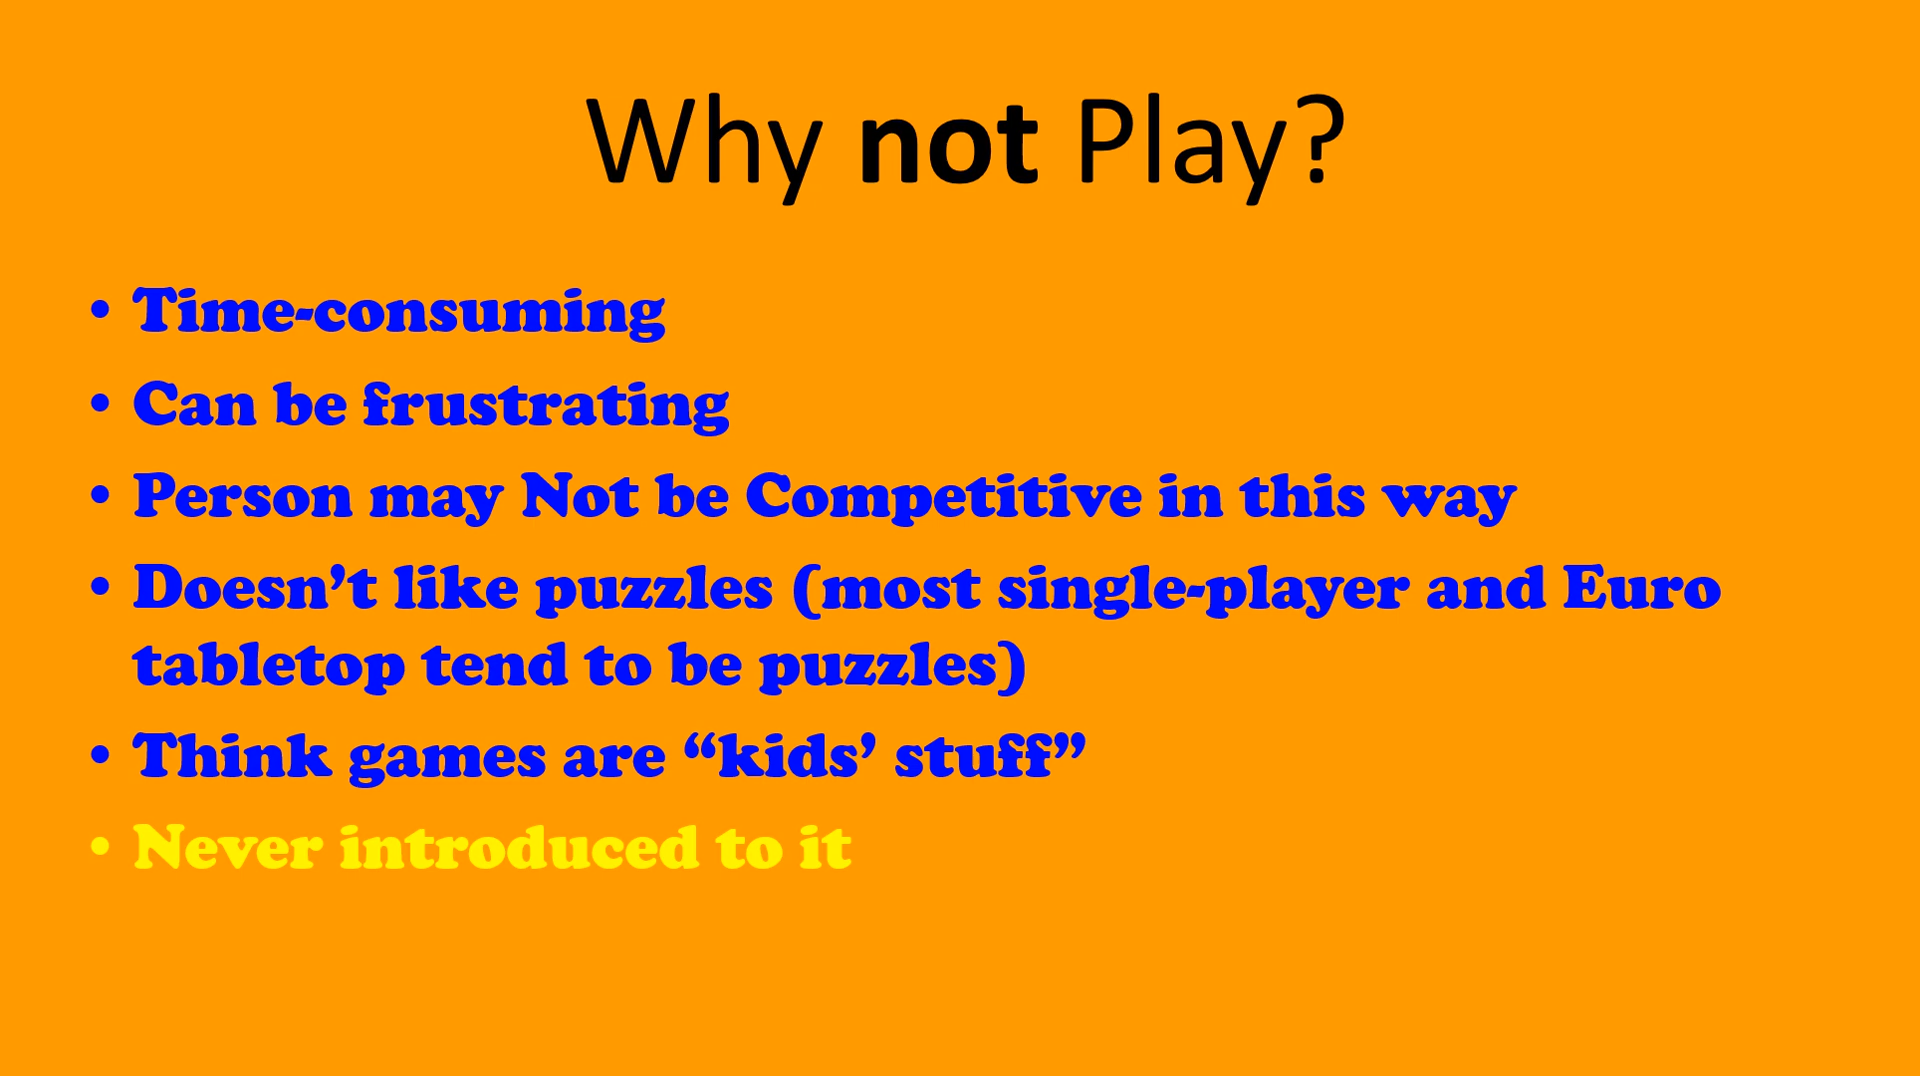 Why not Play?
• Time-consuming
• Can be frustrating
• Person may Not be Competitive in this way
• Doesn’t like puzzles (most single-player and Euro
tabletop tend to be puzzles)
• Think games are “kids’ stuff”
• Never introduced to it